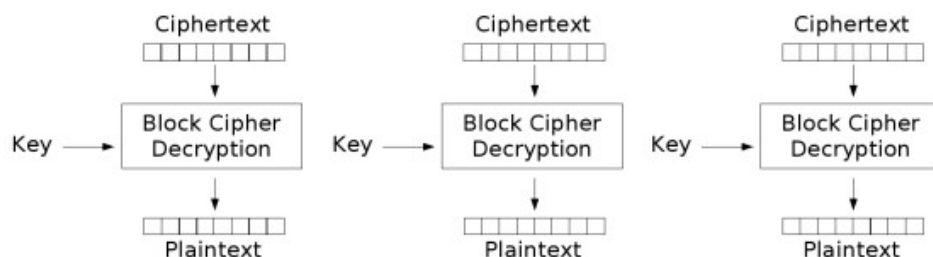 Ciphertext Ciphertext Ciphertext
Key Block Cipher Decryption Key Block Cipher Decryption Key Block Cipher Decryption
Plaintext Plaintext Plaintext